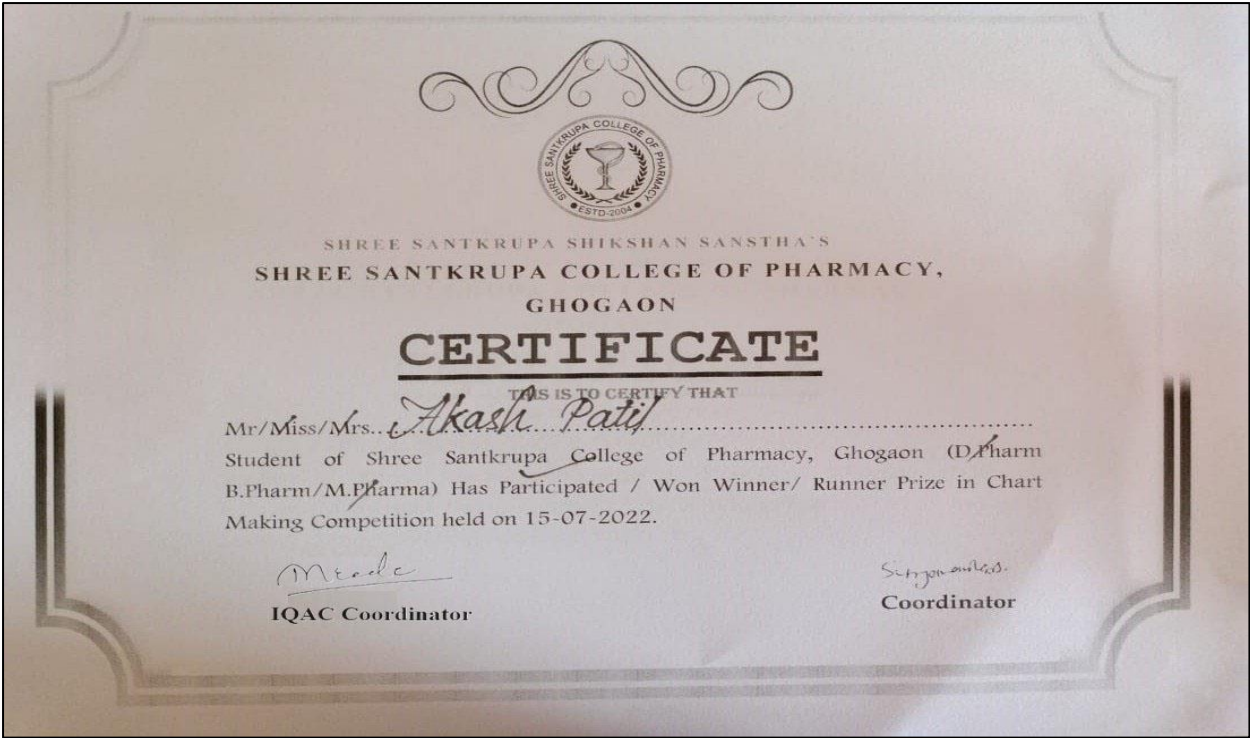 SHREE SANTKRUPA COLLEGE OF PHARMACY
ESTD-2004
SHREE SANTKRUPA SHIKSHAN SANSTHA`S
SHREE SANTKRUPA COLLEGE OF PHARMACY,
GHOGAON
CERTIFICATE
THIS IS TO CERTIFY THAT
Mr/Miss/Mrs..Akash Patil..........
Student of Shree Santkrupa College of Pharmacy, Ghogaon (D.Pharm
B.Pharm/M.Pharma) Has Participated / Won Winner/ Runner Prize in Chart
Making Competition held on 15-07-2022.
IQAC Coordinator
Coordinator